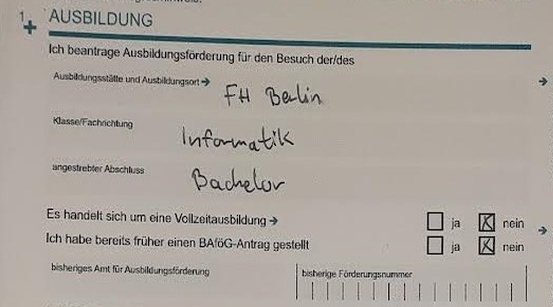 1 AUSBILDUNG
Ich beantrage Ausbildungsförderung für den Besuch der/des
Ausbildungsstätte und Ausbildungsort → FH Berlin
Klasse/Fachrichtung Informatik
angestrebter Abschluss Bachelor
Es handelt sich um eine Vollzeitausbildung → ja nein
Ich habe bereits früher einen BAföG-Antrag gestellt ja nein
bisheriges Amt für Ausbildungsförderung bisherige Förderungsnummer